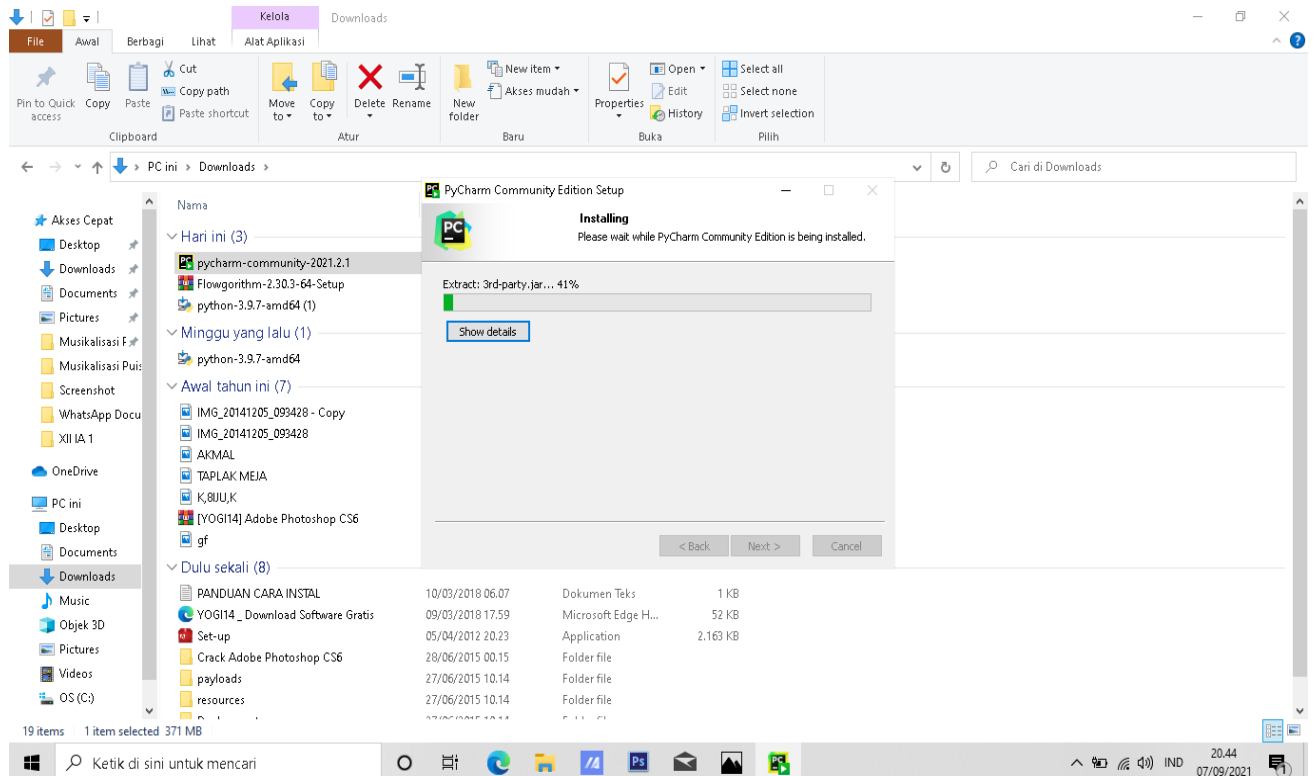 Kelola
Downloads
File
Awal
Berbagi
Lihat
Alat Aplikasi
Pin to Quick access
Copy
Paste
Cut
Copy path
Paste shortcut
Clipboard
Move to
Copy to
Delete
Rename
Atur
New folder
New item
Akses mudah
Baru
Properties
Open
Edit
History
Buka
Select all
Select none
Invert selection
Pilih
PC ini > Downloads >
Cari di Downloads
Akses Cepat
Desktop
Downloads
Documents
Pictures
Musikalisasi F
Musikalisasi Puis
Screenshot
WhatsApp Docu
XII IA 1
OneDrive
PC ini
Desktop
Documents
Downloads
Music
Objek 3D
Pictures
Videos
OS (C:)
Nama
Hari ini (3)
pycharm-community-2021.2.1
Flowgorithm-2.30.3-64-Setup
python-3.9.7-amd64 (1)
Minggu yang lalu (1)
python-3.9.7-amd64
Awal tahun ini (7)
IMG_20141205_093428 - Copy
IMG_20141205_093428
AKMAL
TAPLAK MEJA
K,8IJU,K
[YOGI14] Adobe Photoshop CS6
gf
Dulu sekali (8)
PANDUAN CARA INSTAL 10/03/2018 06.07 Dokumen Teks 1 KB
YOGI14 _ Download Software Gratis 09/03/2018 17.59 Microsoft Edge H... 52 KB
Set-up 05/04/2012 20.23 Application 2.163 KB
Crack Adobe Photoshop CS6 28/06/2015 00.15 Folder file
payloads 27/06/2015 10.14 Folder file
resources 27/06/2015 10.14 Folder file
PC PyCharm Community Edition Setup
PC
Installing
Please wait while PyCharm Community Edition is being installed.
Extract: 3rd-party.jar... 41%
Show details
< Back
Next >
Cancel
19 items 1 item selected 371 MB
Ketik di sini untuk mencari
Ps
IND
20.44
07/09/2021
1